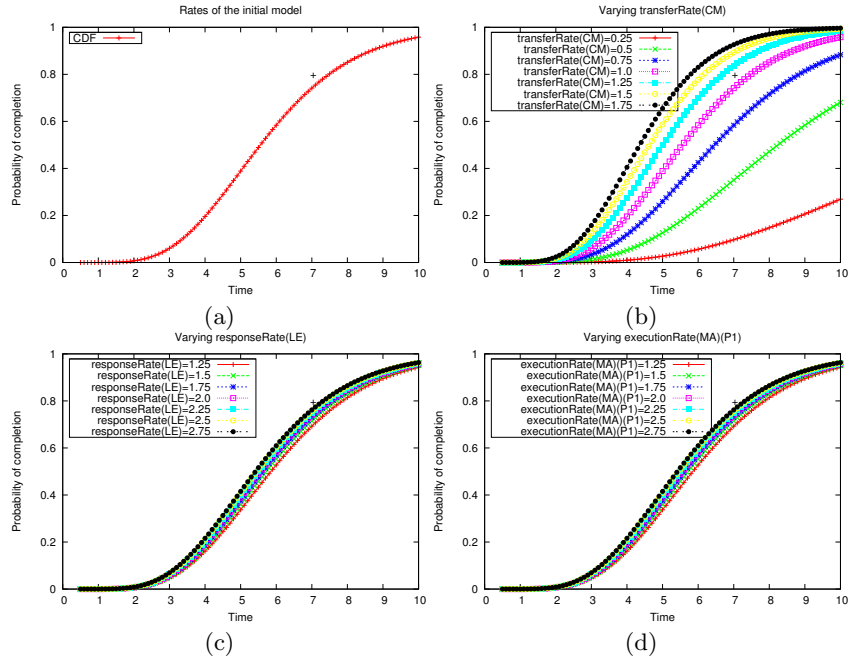 Rates of the initial model
CDF
1
0.8
0.6
0.4
0.2
0
Probability of completion
0 1 2 3 4 5 6 7 8 9 10
Time
(a)
Varying transferRate(CM)
transferRate(CM)=0.25
transferRate(CM)=0.5
transferRate(CM)=0.75
transferRate(CM)=1.0
transferRate(CM)=1.25
transferRate(CM)=1.5
transferRate(CM)=1.75
1
0.8
0.6
0.4
0.2
0
Probability of completion
0 1 2 3 4 5 6 7 8 9 10
Time
(b)
Varying responseRate(LE)
responseRate(LE)=1.25
responseRate(LE)=1.5
responseRate(LE)=1.75
responseRate(LE)=2.0
responseRate(LE)=2.25
responseRate(LE)=2.5
responseRate(LE)=2.75
1
0.8
0.6
0.4
0.2
0
Probability of completion
0 1 2 3 4 5 6 7 8 9 10
Time
(c)
Varying executionRate(MA)(P1)
executionRate(MA)(P1)=1.25
executionRate(MA)(P1)=1.5
executionRate(MA)(P1)=1.75
executionRate(MA)(P1)=2.0
executionRate(MA)(P1)=2.25
executionRate(MA)(P1)=2.5
executionRate(MA)(P1)=2.75
1
0.8
0.6
0.4
0.2
0
Probability of completion
0 1 2 3 4 5 6 7 8 9 10
Time
(d)